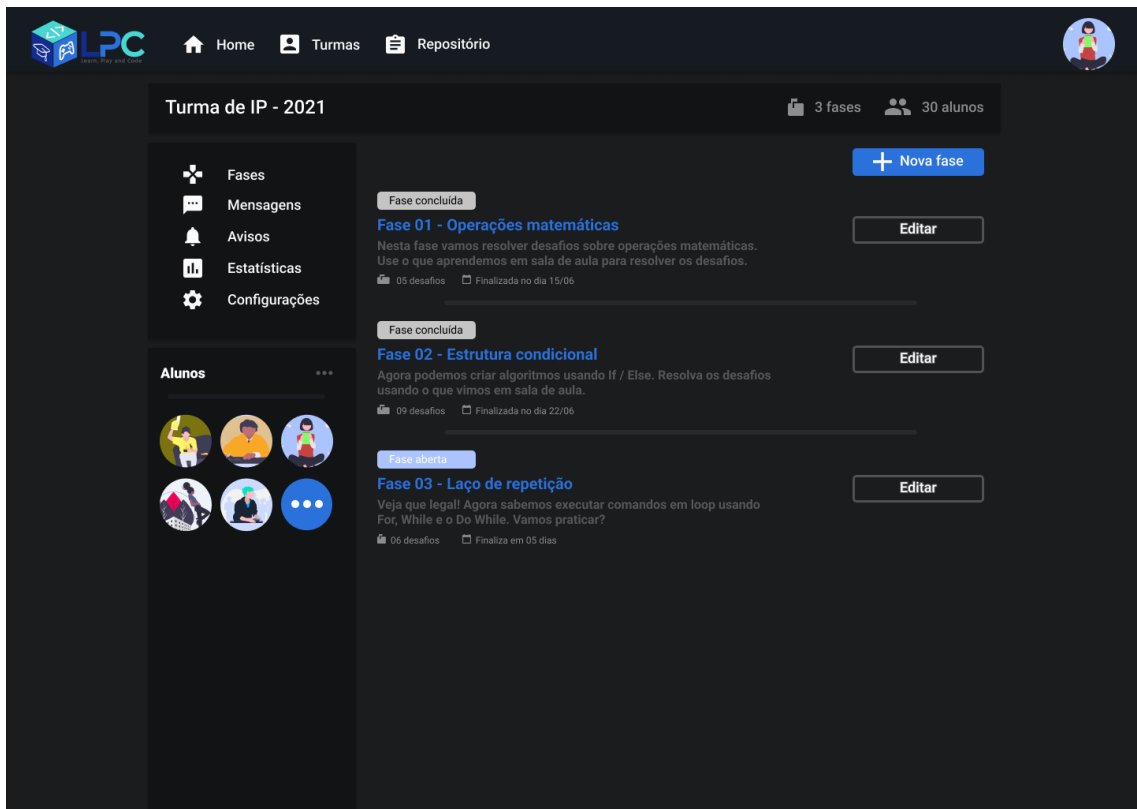 LPC
Learn, Play and Code
Home
Turmas
Repositório
Turma de IP - 2021
3 fases
30 alunos
Fases
Mensagens
Avisos
Estatísticas
Configurações
Alunos
Nova fase
Fase concluída
Fase 01 - Operações matemáticas
Nesta fase vamos resolver desafios sobre operações matemáticas.
Use o que aprendemos em sala de aula para resolver os desafios.
05 desafios
Finalizada no dia 15/06
Editar
Fase concluída
Fase 02 - Estrutura condicional
Agora podemos criar algoritmos usando If / Else. Resolva os desafios
usando o que vimos em sala de aula.
09 desafios
Finalizada no dia 22/06
Editar
Fase aberta
Fase 03 - Laço de repetição
Veja que legal! Agora sabemos executar comandos em loop usando
For, While e o Do While. Vamos praticar?
06 desafios
Finaliza em 05 dias
Editar